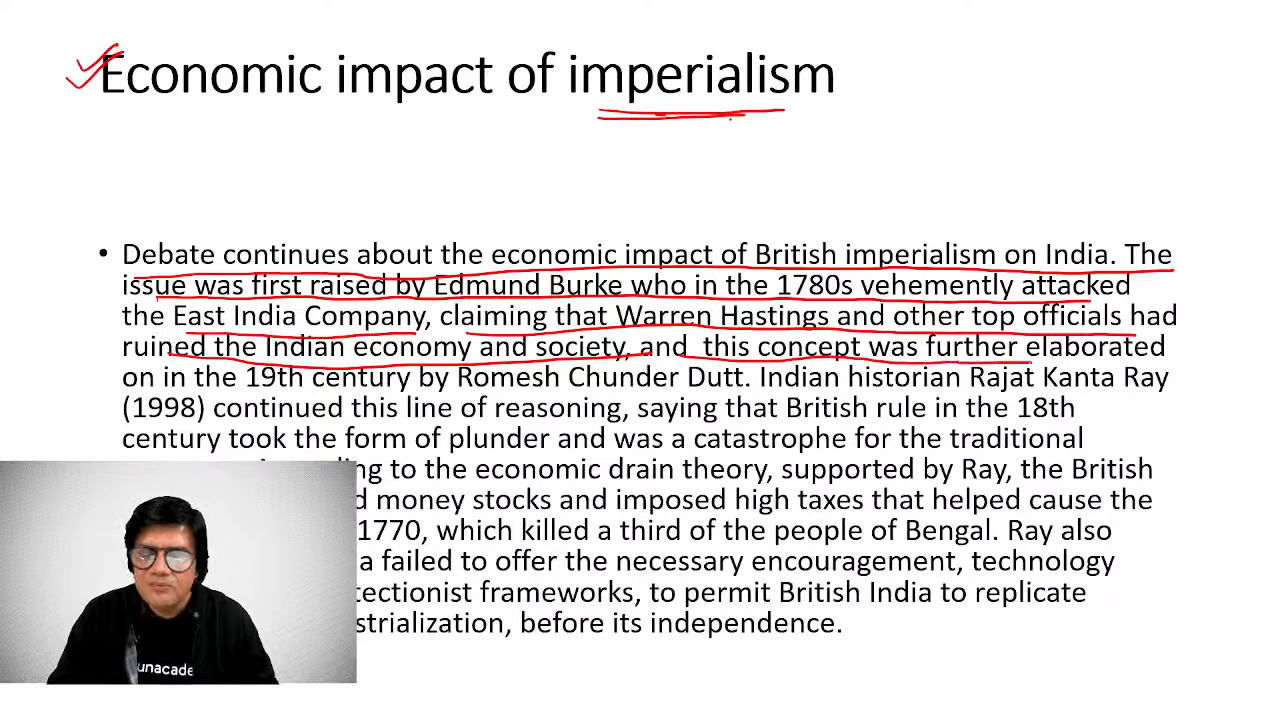 Economic impact of imperialism
• Debate continues about the economic impact of British imperialism on India. The
issue was first raised by Edmund Burke who in the 1780s vehemently attacked
the East India Company, claiming that Warren Hastings and other top officials had
ruined the Indian economy and society, and this concept was further elaborated
on in the 19th century by Romesh Chunder Dutt. Indian historian Rajat Kanta Ray
(1998) continued this line of reasoning, saying that British rule in the 18th
century took the form of plunder and was a catastrophe for the traditional
to the economic drain theory, supported by Ray, the British
money stocks and imposed high taxes that helped cause the
1770, which killed a third of the people of Bengal. Ray also
failed to offer the necessary encouragement, technology
frameworks, to permit British India to replicate
before its independence.
unacade